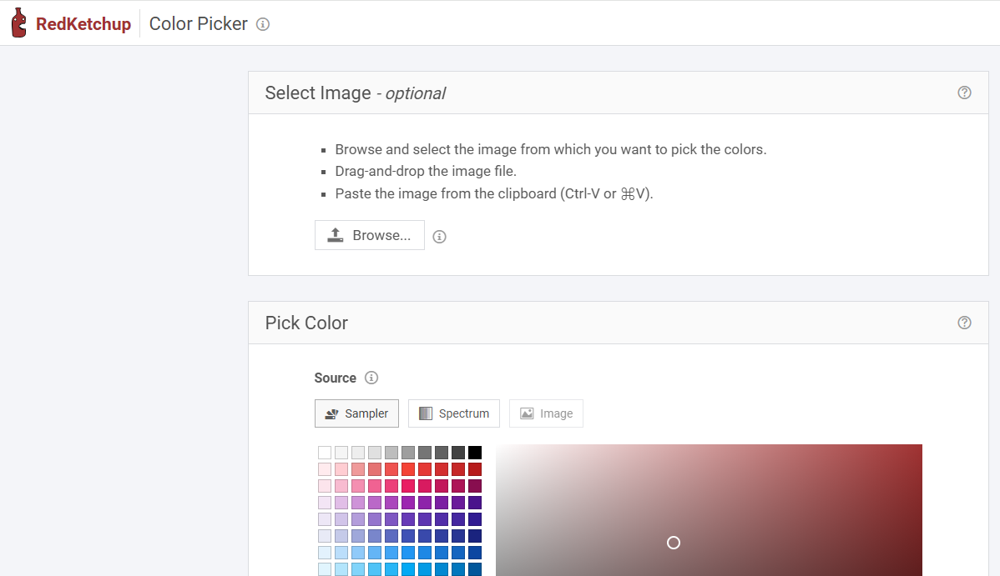 RedKetchup Color Picker
Select Image - optional
Browse and select the image from which you want to pick the colors.
Drag-and-drop the image file.
Paste the image from the clipboard (Ctrl-V or ⌘V).
Browse...
Pick Color
Source
Sampler Spectrum Image